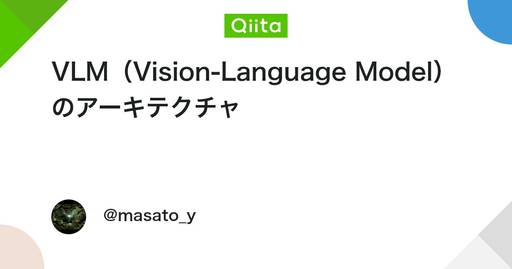 Qiita
VLM（Vision-Language Model）
のアーキテクチャ
@masato_y